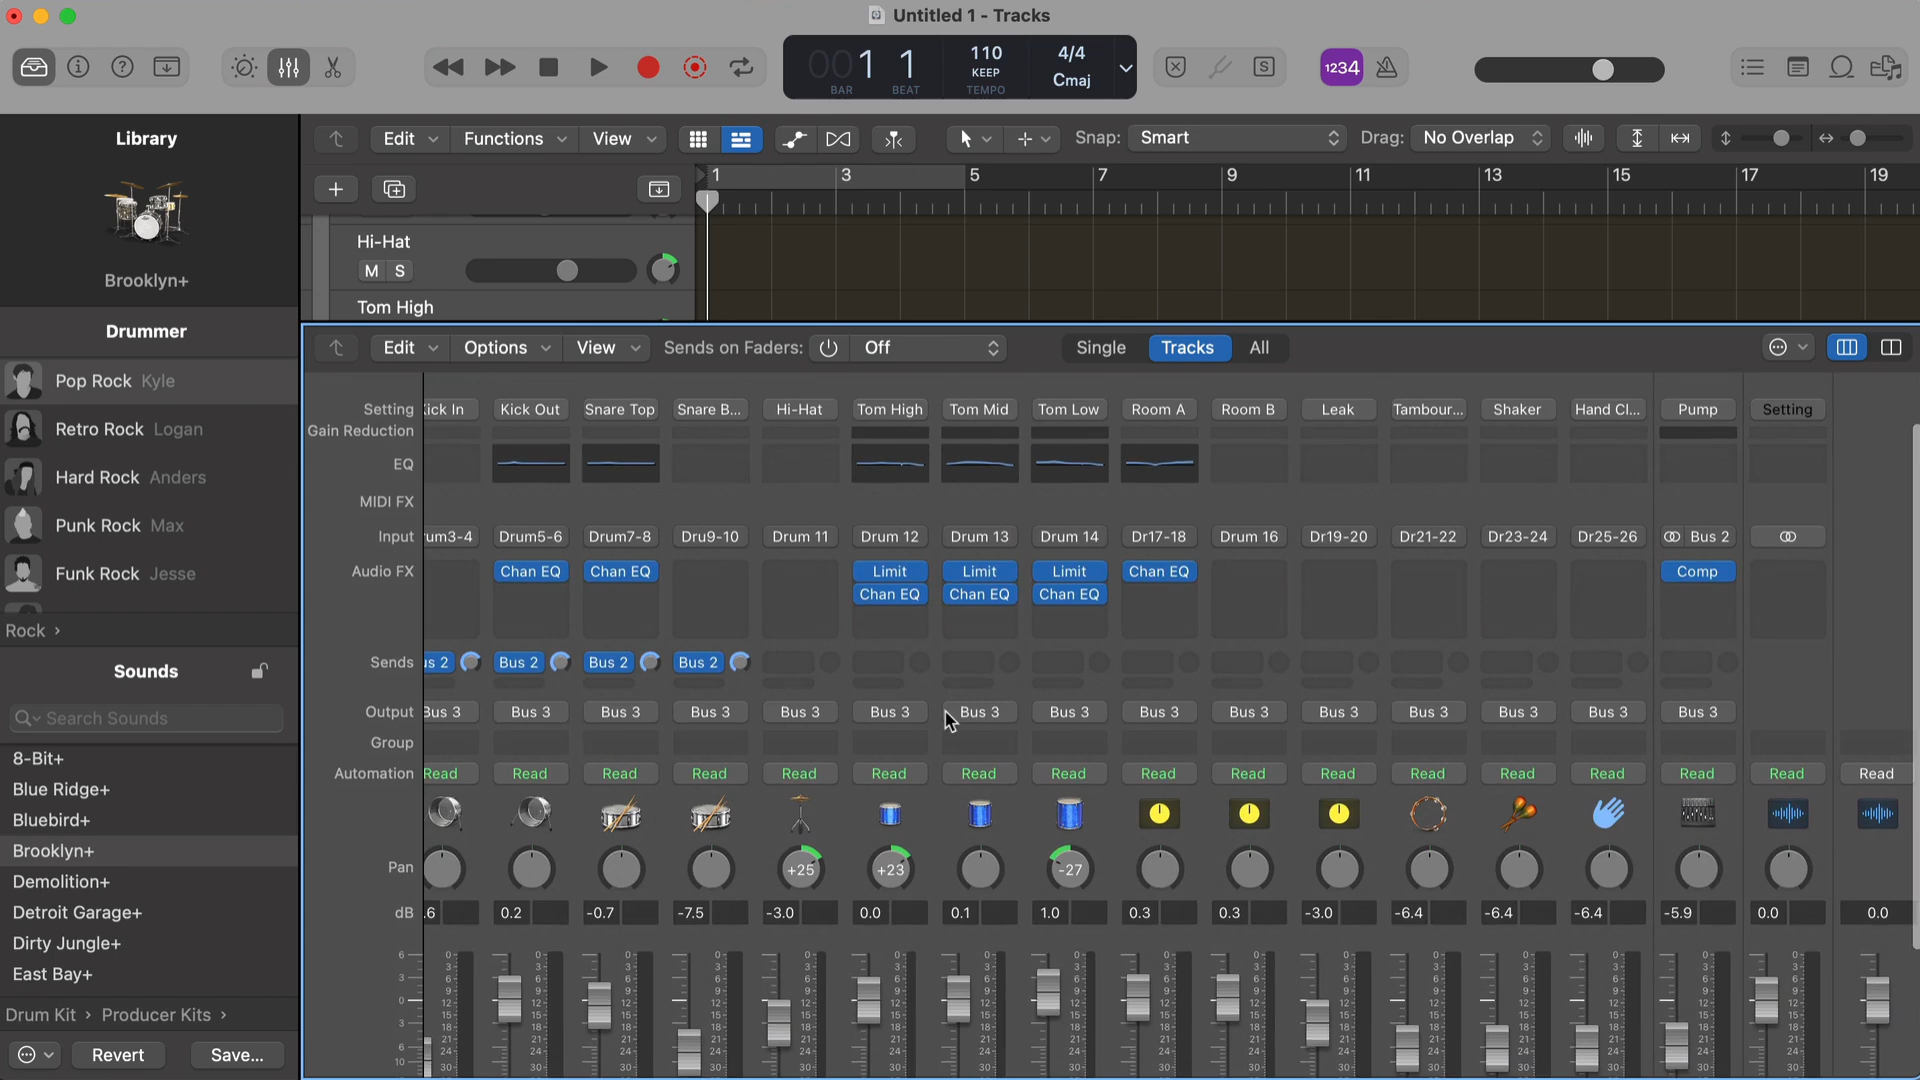 Untitled 1 - Tracks
1 1 110 4/4
KEEP Cmaj
BAR BEAT TEMPO
1234
Library
Brooklyn+
Drummer
Pop Rock Kyle
Retro Rock Logan
Hard Rock Anders
Punk Rock Max
Funk Rock Jesse
Rock >
Sounds
Search Sounds
8-Bit+
Blue Ridge+
Bluebird+
Brooklyn+
Demolition+
Detroit Garage+
Dirty Jungle+
East Bay+
Drum Kit > Producer Kits >
Revert Save...
Edit Functions View Snap: Smart Drag: No Overlap
1 3 5 7 9 11 13 15 17 19
Hi-Hat
M S
Tom High
Edit Options View Sends on Faders: Off Single Tracks All
Setting Kick In Kick Out Snare Top Snare B... Hi-Hat Tom High Tom Mid Tom Low Room A Room B Leak Tambour... Shaker Hand Cl... Pump Setting
Gain Reduction
EQ
MIDI FX
Input rum3-4 Drum5-6 Drum7-8 Dru9-10 Drum 11 Drum 12 Drum 13 Drum 14 Dr17-18 Drum 16 Dr19-20 Dr21-22 Dr23-24 Dr25-26 Bus 2
Audio FX Chan EQ Chan EQ Limit Limit Limit Chan EQ Comp
Chan EQ Chan EQ Chan EQ
Sends us 2 Bus 2 Bus 2 Bus 2
Output Bus 3 Bus 3 Bus 3 Bus 3 Bus 3 Bus 3 Bus 3 Bus 3 Bus 3 Bus 3 Bus 3 Bus 3 Bus 3 Bus 3 Bus 3
Group
Automation Read Read Read Read Read Read Read Read Read Read Read Read Read Read Read Read Read
Pan +25 +23 -27
dB .6 0.2 -0.7 -7.5 -3.0 0.0 0.1 1.0 0.3 0.3 -3.0 -6.4 -6.4 -6.4 -5.9 0.0 0.0